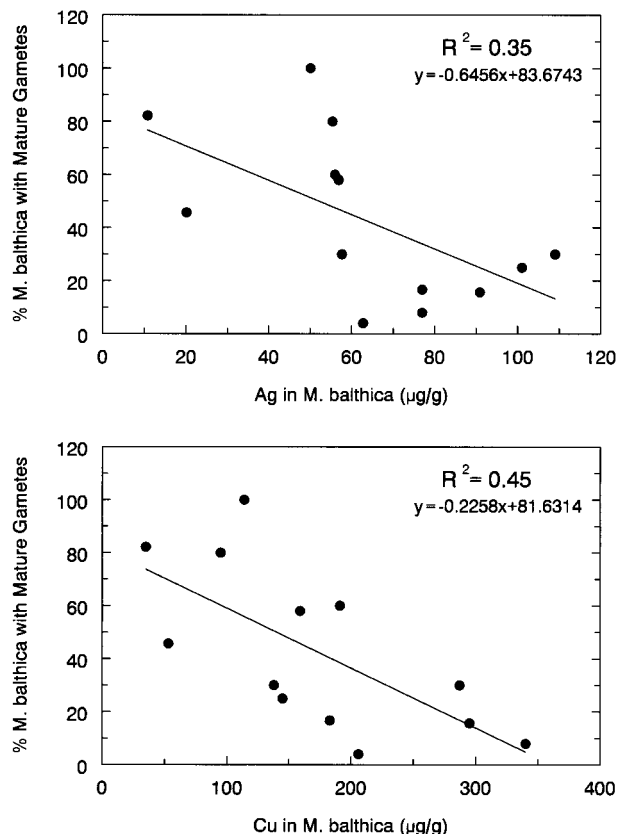 R²= 0.35
y=-0.6456x+83.6743
% M. balthica with Mature Gametes
120
100
80
60
40
20
0
0 20 40 60 80 100 120
Ag in M. balthica (µg/g)
R²= 0.45
y=-0.2258x+81.6314
% M. balthica with Mature Gametes
120
100
80
60
40
20
0
0 100 200 300 400
Cu in M. balthica (µg/g)